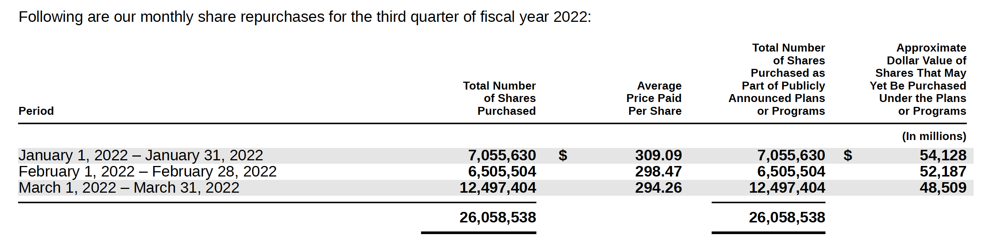 Following are our monthly share repurchases for the third quarter of fiscal year 2022:
Total Number Approximate
of Shares Dollar Value of
Purchased as Shares That May
Total Number Average Part of Publicly Yet Be Purchased
of Shares Price Paid Announced Plans Under the Plans
Period Purchased Per Share or Programs or Programs
(In millions)
January 1, 2022 – January 31, 2022 7,055,630 $ 309.09 7,055,630 $ 54,128
February 1, 2022 – February 28, 2022 6,505,504 298.47 6,505,504 52,187
March 1, 2022 – March 31, 2022 12,497,404 294.26 12,497,404 48,509
26,058,538 26,058,538